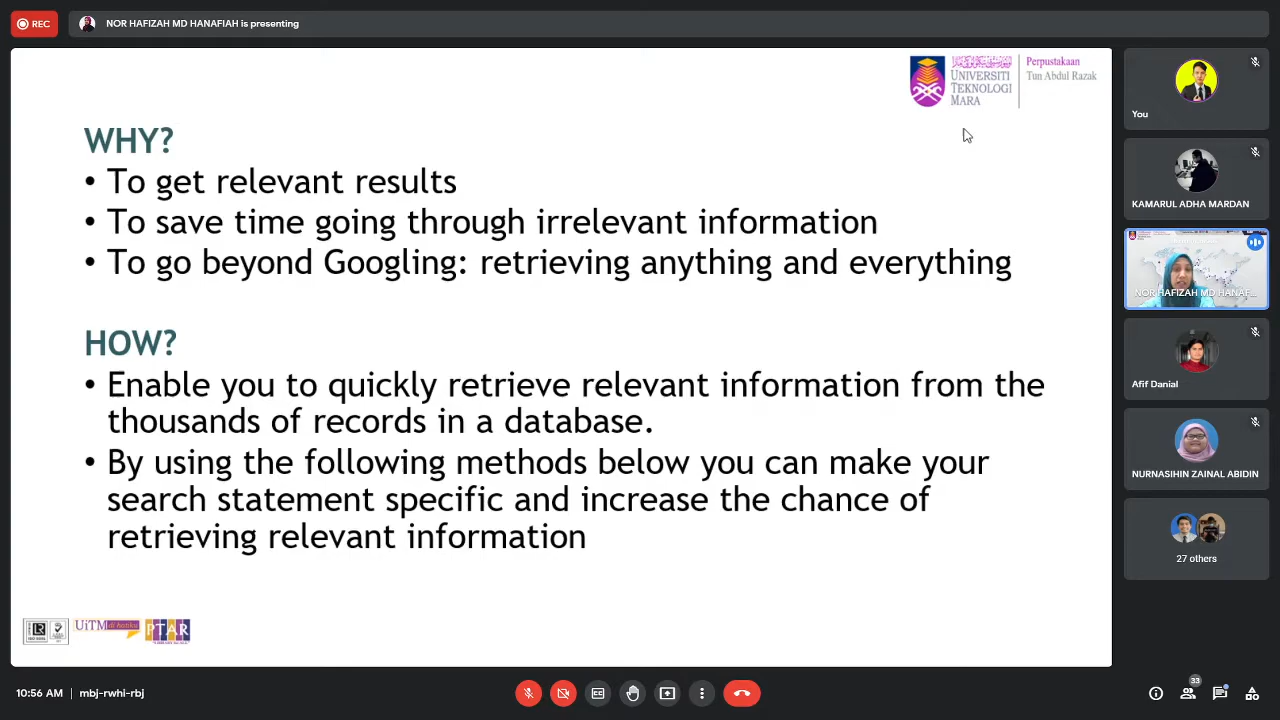 REC
NOR HAFIZAH MD HANAFIAH is presenting
UNIVERSITI
TEKNOLOGI
MARA
Perpustakaan
Tun Abdul Razak
WHY?
• To get relevant results
• To save time going through irrelevant information
• To go beyond Googling: retrieving anything and everything
HOW?
• Enable you to quickly retrieve relevant information from the
thousands of records in a database.
• By using the following methods below you can make your
search statement specific and increase the chance of
retrieving relevant information
UiTM di hatiku
PTAR
You
KAMARUL ADHA MARDAN
NOR HAFIZAH MD HANAF...
Afif Danial
NURNASIHIN ZAINAL ABIDIN
27 others
10:56 AM | mbj-rwhi-rbj
33